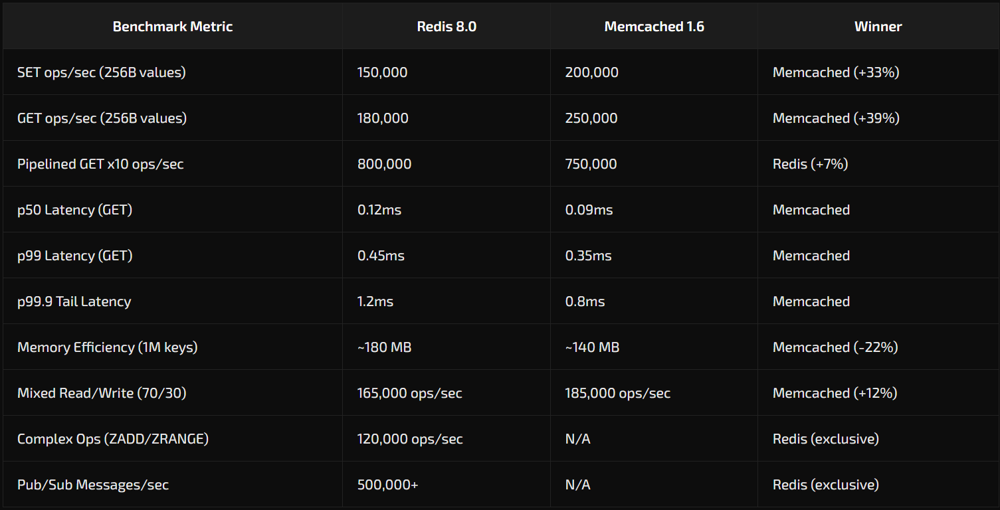 Benchmark Metric Redis 8.0 Memcached 1.6 Winner
SET ops/sec (256B values) 150,000 200,000 Memcached (+33%)
GET ops/sec (256B values) 180,000 250,000 Memcached (+39%)
Pipelined GET x10 ops/sec 800,000 750,000 Redis (+7%)
p50 Latency (GET) 0.12ms 0.09ms Memcached
p99 Latency (GET) 0.45ms 0.35ms Memcached
p99.9 Tail Latency 1.2ms 0.8ms Memcached
Memory Efficiency (1M keys) ~180 MB ~140 MB Memcached (-22%)
Mixed Read/Write (70/30) 165,000 ops/sec 185,000 ops/sec Memcached (+12%)
Complex Ops (ZADD/ZRANGE) 120,000 ops/sec N/A Redis (exclusive)
Pub/Sub Messages/sec 500,000+ N/A Redis (exclusive)